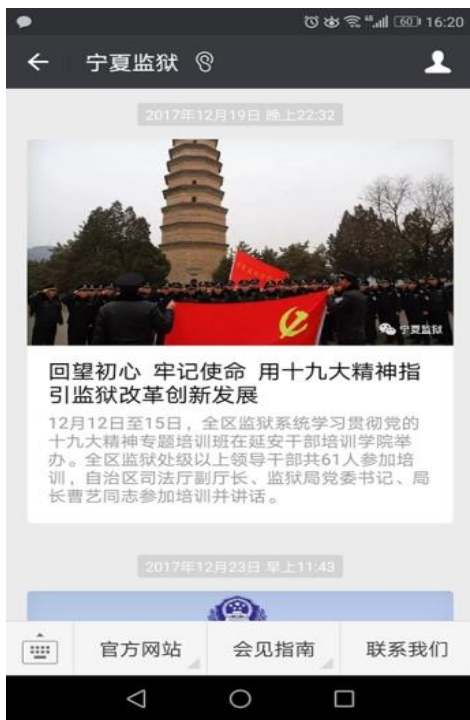 16:20
宁夏监狱
2017年12月19日 晚上22:32
宁夏监狱
回望初心 牢记使命 用十九大精神指
引监狱改革创新发展
12月12日至15日，全区监狱系统学习贯彻党的
十九大精神专题培训班在延安干部培训学院举
办。全区监狱处级以上领导干部共61人参加培
训，自治区司法厅副厅长、监狱局党委书记、局
长曹艺同志参加培训并讲话。
2017年12月23日 早上11:43
官方网站
会见指南
联系我们